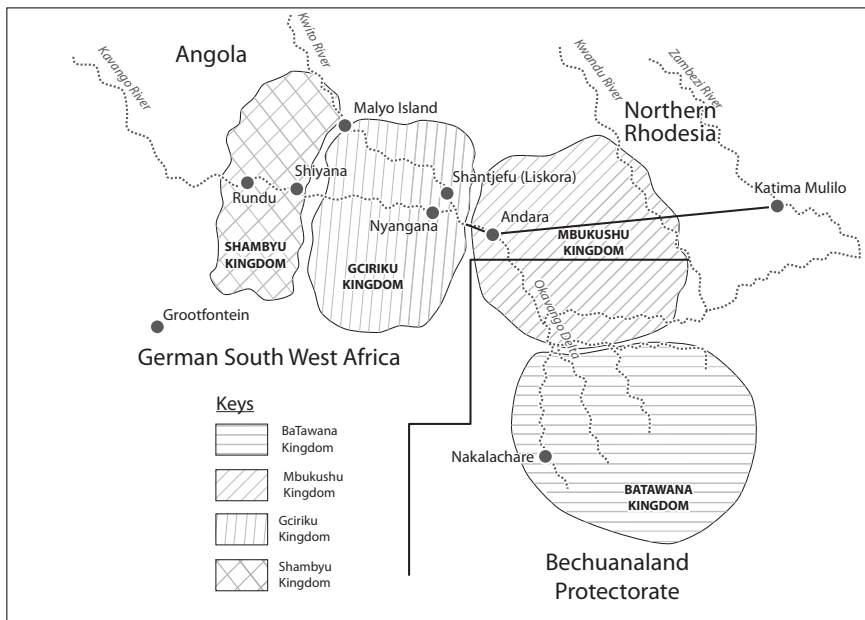 Angola
Kavango River
Kwito River
Kwandu River
Zambezi River
Northern
Rhodesia
Malyo Island
Shiyana
Rundu
Shantjefu (Liskora)
Katima Mulilo
Nyangana
Andara
SHAMBYU
KINGDOM
GCIRIKU
KINGDOM
MBUKUSHU
KINGDOM
Okavango Delta
Grootfontein
German South West Africa
Keys
BaTawana
Kingdom
Mbukushu
Kingdom
Gciriku
Kingdom
Shambyu
Kingdom
Nakalachare
BATAWANA
KINGDOM
Bechuanaland
Protectorate